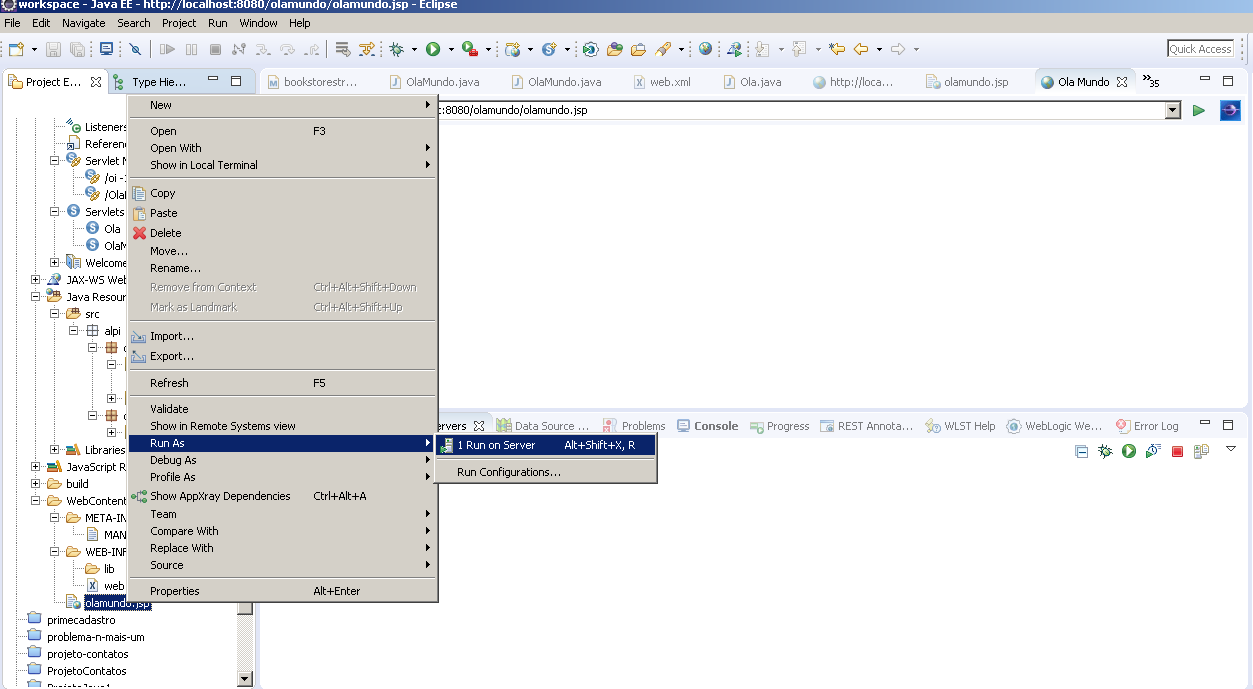 workspace - Java EE - http://localhost:8080/olamundo/olamundo.jsp - Eclipse
File Edit Navigate Search Project Run Window Help
Quick Access
Project E... Type Hie... bookstorestr... OlaMundo.java OlaMundo.java web.xml Ola.java http://loca... olamundo.jsp Ola Mundo »35
:8080/olamundo/olamundo.jsp
Listeners
Referenc
Servlet M
/oi -
/Ola
Servlets
Ola
OlaM
Welcome
JAX-WS Web
Java Resour
src
alpi
Libraries
JavaScript R
build
WebContent
META-IN
MAN
WEB-INF
lib
web
olamundo.jsp
primecadastro
problema-n-mais-um
projeto-contatos
ProjetoContatos
ProjetoJava1
New
Open F3
Open With
Show in Local Terminal
Copy
Paste
Delete
Move...
Rename...
Remove from Context Ctrl+Alt+Shift+Down
Mark as Landmark Ctrl+Alt+Shift+Up
Import...
Export...
Refresh F5
Validate
Show in Remote Systems view
Run As
Debug As
Profile As
Show AppXray Dependencies Ctrl+Alt+A
Team
Compare With
Replace With
Source
Properties Alt+Enter
1 Run on Server Alt+Shift+X, R
Run Configurations...
ervers Data Source ... Problems Console Progress REST Annota... WLST Help WebLogic We... Error Log